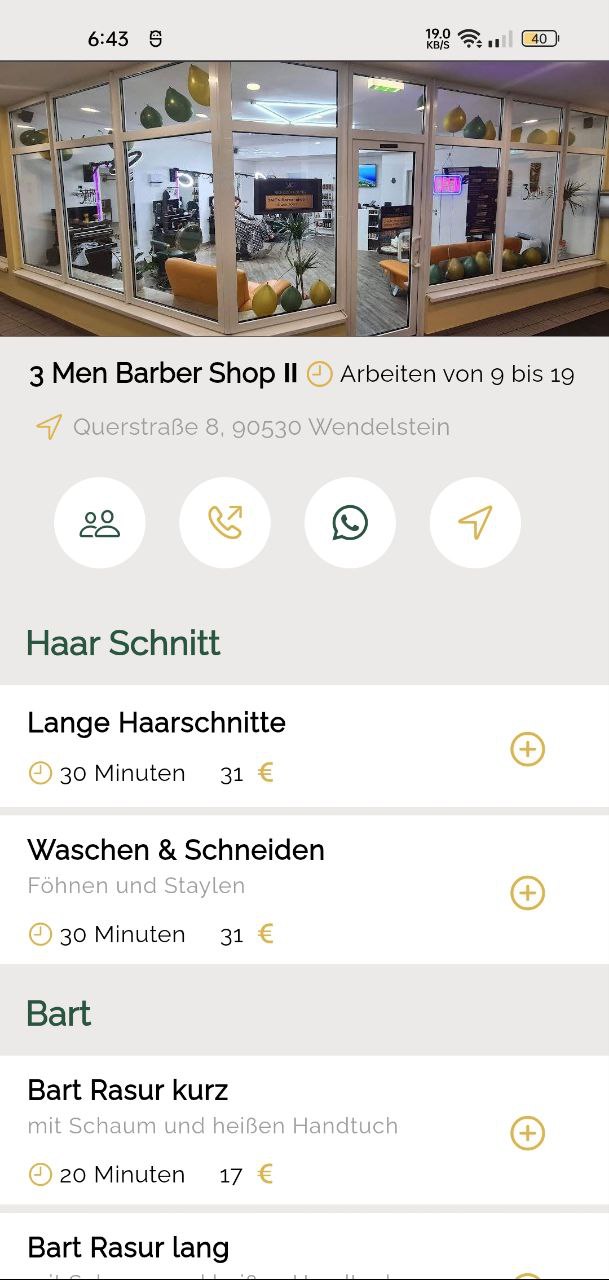 6:43
19.0
KB/S
40
3 Men Barber Shop II Arbeiten von 9 bis 19
Querstraße 8, 90530 Wendelstein
Haar Schnitt
Lange Haarschnitte
30 Minuten 31 €
Waschen & Schneiden
Föhnen und Staylen
30 Minuten 31 €
Bart
Bart Rasur kurz
mit Schaum und heißen Handtuch
20 Minuten 17 €
Bart Rasur lang